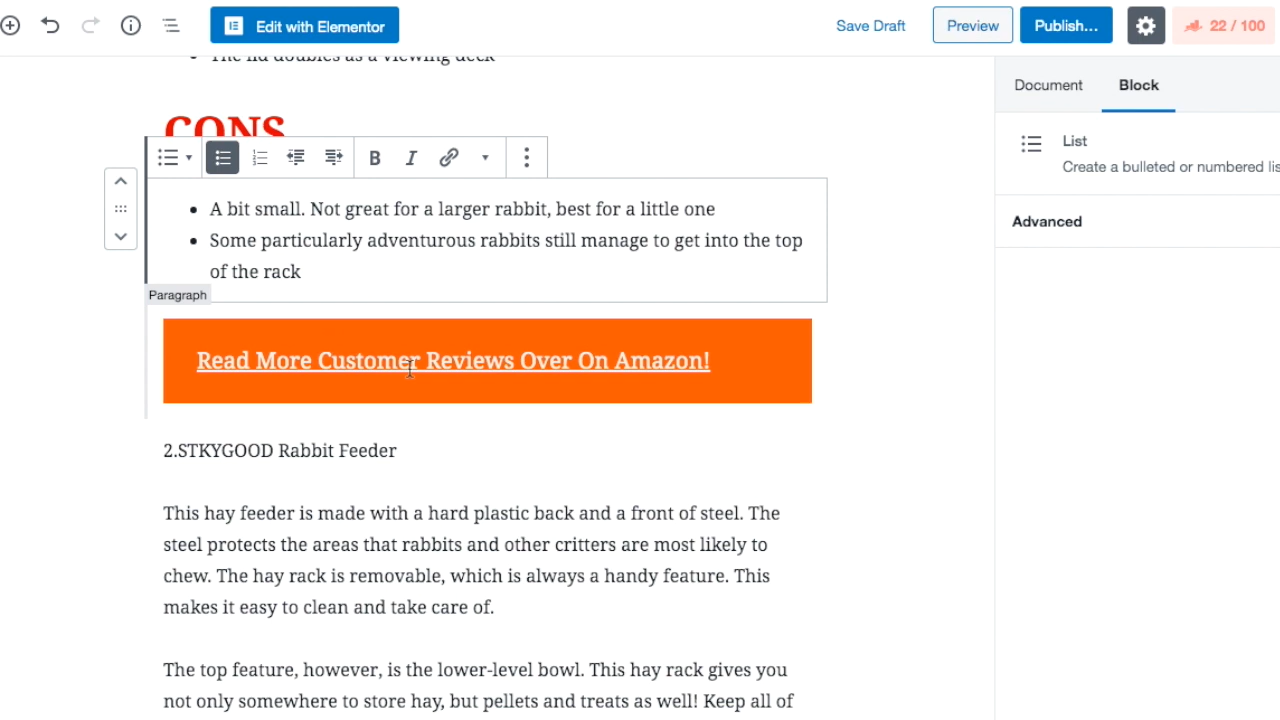 Edit with Elementor
Save Draft
Preview
Publish...
22 / 100
The lid doubles as a viewing deck
Document
Block
CONS
List
Create a bulleted or numbered lis
Advanced
B
I
A bit small. Not great for a larger rabbit, best for a little one
Some particularly adventurous rabbits still manage to get into the top
of the rack
Paragraph
Read More Customer Reviews Over On Amazon!
2.STKYGOOD Rabbit Feeder
This hay feeder is made with a hard plastic back and a front of steel. The
steel protects the areas that rabbits and other critters are most likely to
chew. The hay rack is removable, which is always a handy feature. This
makes it easy to clean and take care of.
The top feature, however, is the lower-level bowl. This hay rack gives you
not only somewhere to store hay, but pellets and treats as well! Keep all of